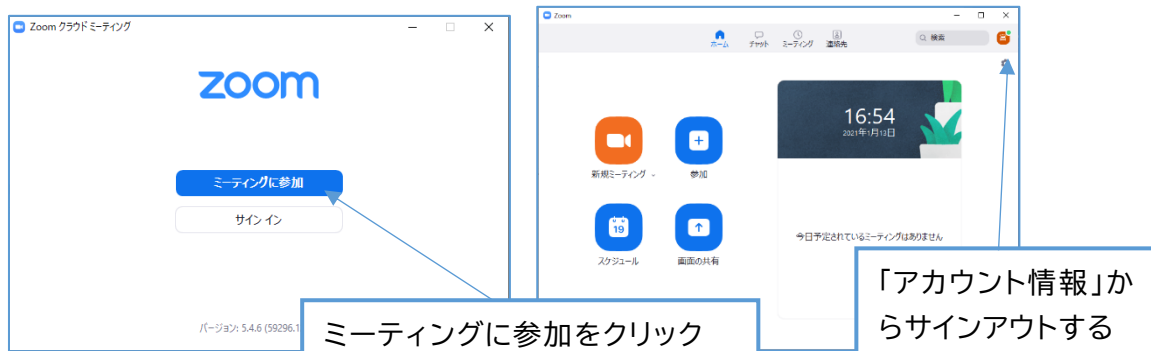 Zoom クラウド ミーティング
zoom
ミーティングに参加
サイン イン
バージョン: 5.4.6 (59296.1
ミーティングに参加をクリック
Zoom
ホーム
チャット
ミーティング
連絡先
検索
16:54
2021年1月13日
新規ミーティング
参加
19
スケジュール
画面の共有
今日予定されているミーティングはありません
「アカウント情報」か
らサインアウトする